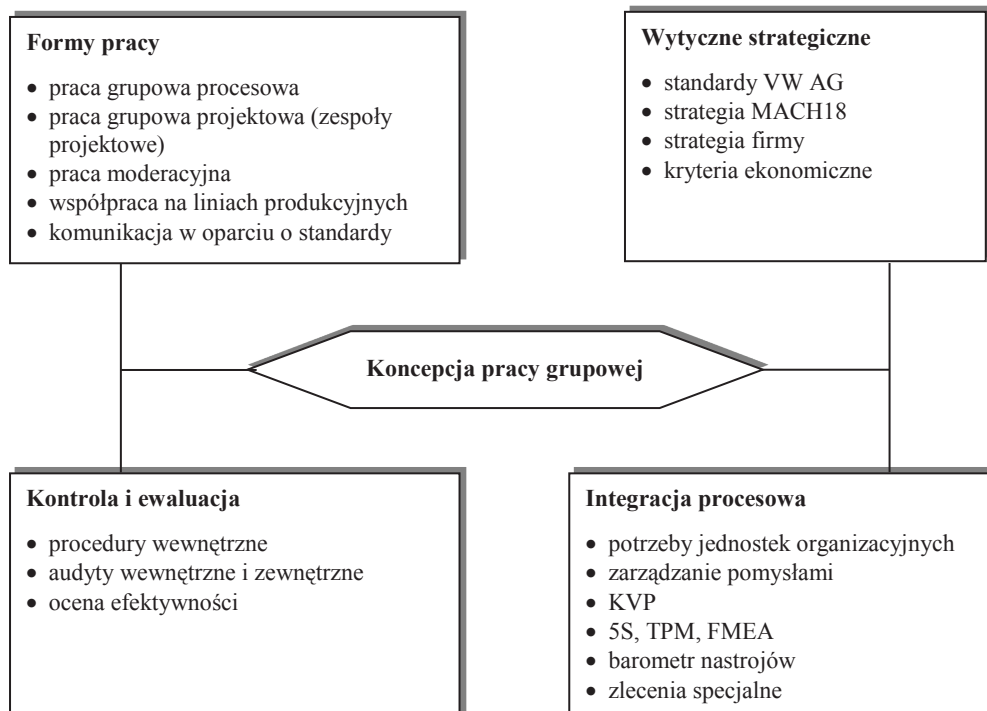 Formy pracy
• praca grupowa procesowa
• praca grupowa projektowa (zespoły
projektowe)
• praca moderacyjna
• współpraca na liniach produkcyjnych
• komunikacja w oparciu o standardy
Wytyczne strategiczne
• standardy VW AG
• strategia MACH18
• strategia firmy
• kryteria ekonomiczne
Koncepcja pracy grupowej
Kontrola i ewaluacja
• procedury wewnętrzne
• audyty wewnętrzne i zewnętrzne
• ocena efektywności
Integracja procesowa
• potrzeby jednostek organizacyjnych
• zarządzanie pomysłami
• KVP
• 5S, TPM, FMEA
• barometr nastrojów
• zlecenia specjalne